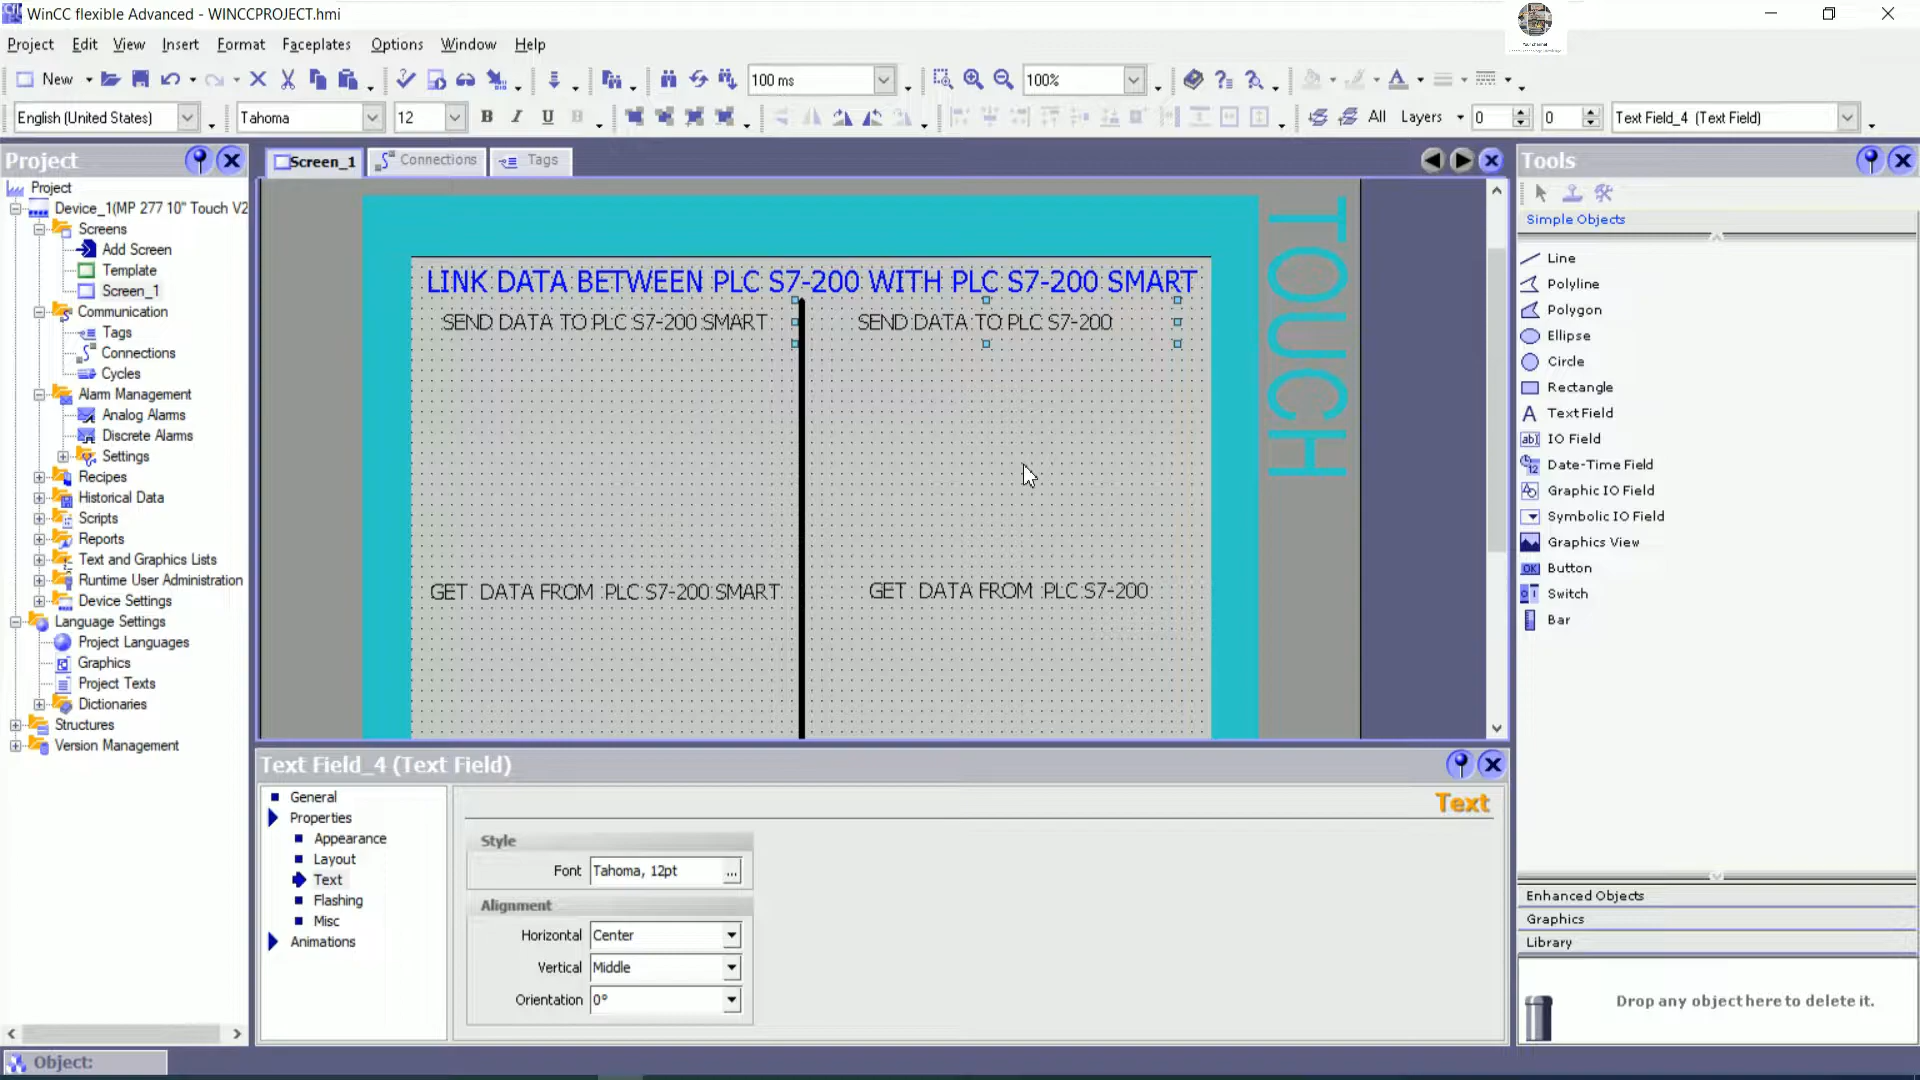 WinCC flexible Advanced - WINCCPROJECT.hmi
Project Edit View Insert Format Faceplates Options Window Help
New 100 ms 100%
English (United States) Tahoma 12 B I U B All Layers 0 0 Text Field_4 (Text Field)
Project
Project
Device_1(MP 277 10" Touch V2
Screens
Add Screen
Template
Screen_1
Communication
Tags
Connections
Cycles
Alarm Management
Analog Alarms
Discrete Alarms
Settings
Recipes
Historical Data
Scripts
Reports
Text and Graphics Lists
Runtime User Administration
Device Settings
Language Settings
Project Languages
Graphics
Project Texts
Dictionaries
Structures
Version Management
Screen_1 Connections Tags
LINK DATA BETWEEN PLC S7-200 WITH PLC S7-200 SMART
SEND DATA TO PLC S7-200 SMART
SEND DATA TO PLC S7-200
GET DATA FROM PLC S7-200 SMART
GET DATA FROM PLC S7-200
TOUCH
Text Field_4 (Text Field)
General
Properties
Appearance
Layout
Text
Flashing
Misc
Animations
Text
Style
Font Tahoma, 12pt ...
Alignment
Horizontal Center
Vertical Middle
Orientation 0°
Tools
Simple Objects
Line
Polyline
Polygon
Ellipse
Circle
Rectangle
Text Field
IO Field
Date-Time Field
Graphic IO Field
Symbolic IO Field
Graphics View
Button
Switch
Bar
Enhanced Objects
Graphics
Library
Drop any object here to delete it.
Object: